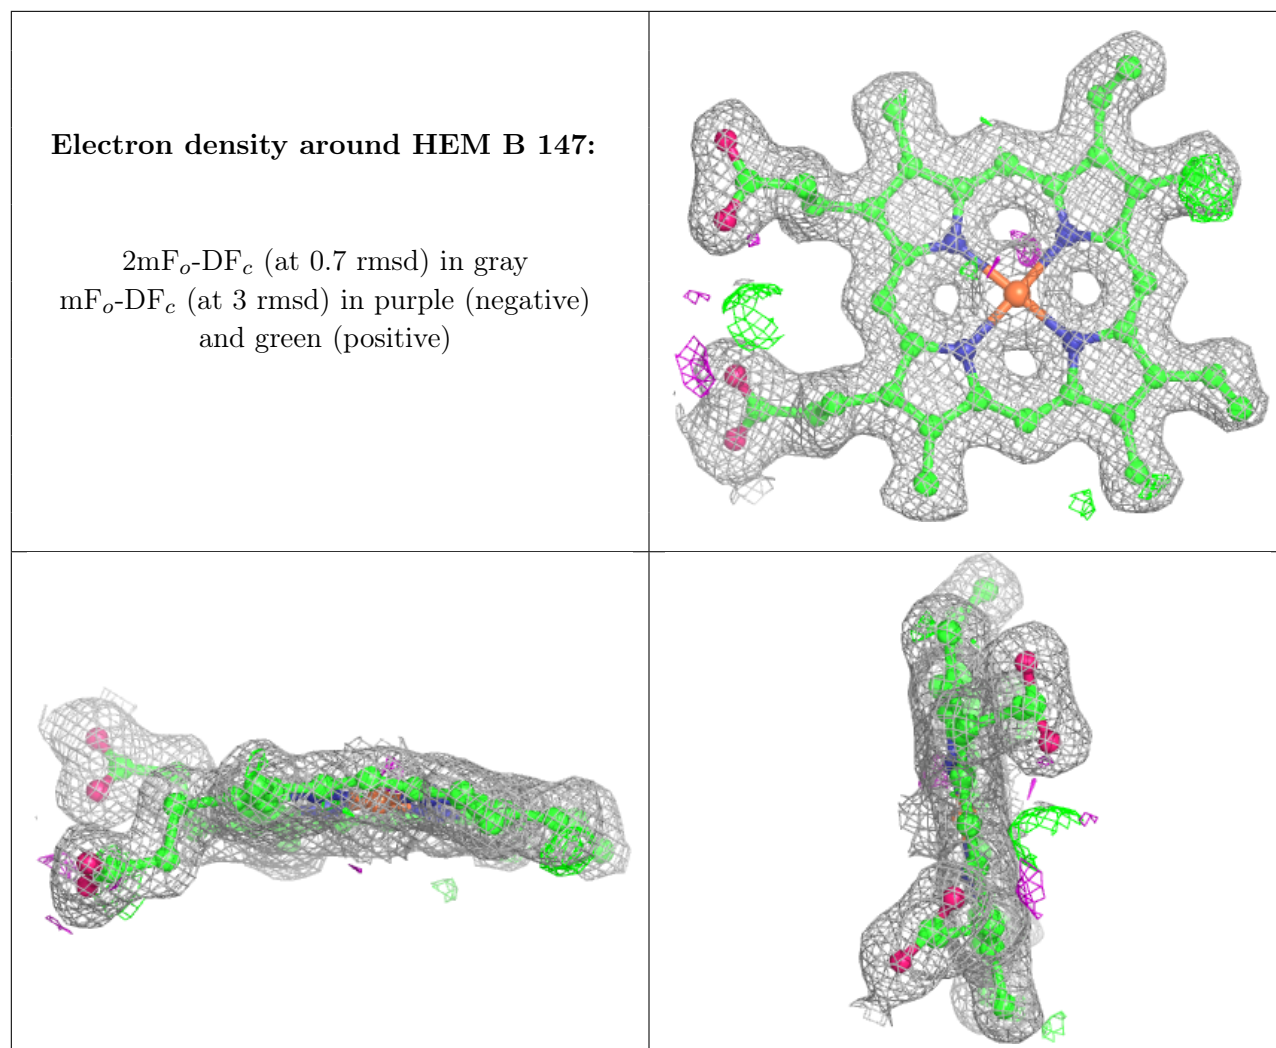 Electron density around HEM B 147:
2mFo-DFc (at 0.7 rmsd) in gray
mFo-DFc (at 3 rmsd) in purple (negative)
and green (positive)